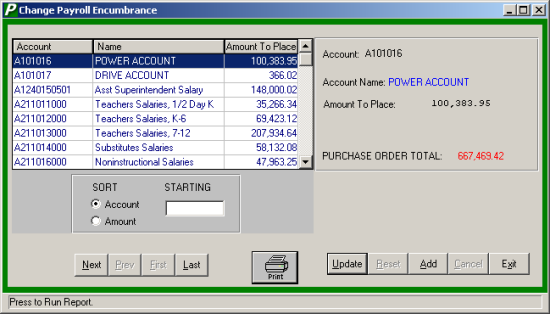 P Change Payroll Encumbrance
Account Name Amount To Place
A101016 POWER ACCOUNT 100,383.95
A101017 DRIVE ACCOUNT 366.02
A1240150501 Asst Superintendent Salary 148,000.02
A211011000 Teachers Salaries, 1/2 Day K 35,266.34
A211012000 Teachers Salaries, K-6 69,423.12
A211013000 Teachers Salaries, 7-12 207,934.64
A211014000 Substitutes Salaries 58,132.08
A211016000 Noninstructional Salaries 47,963.25
Account: A101016
Account Name: POWER ACCOUNT
Amount To Place: 100,383.95
PURCHASE ORDER TOTAL: 667,469.42
SORT STARTING
Account
Amount
Next Prev First Last Print Update Reset Add Cancel Exit
Press to Run Report.